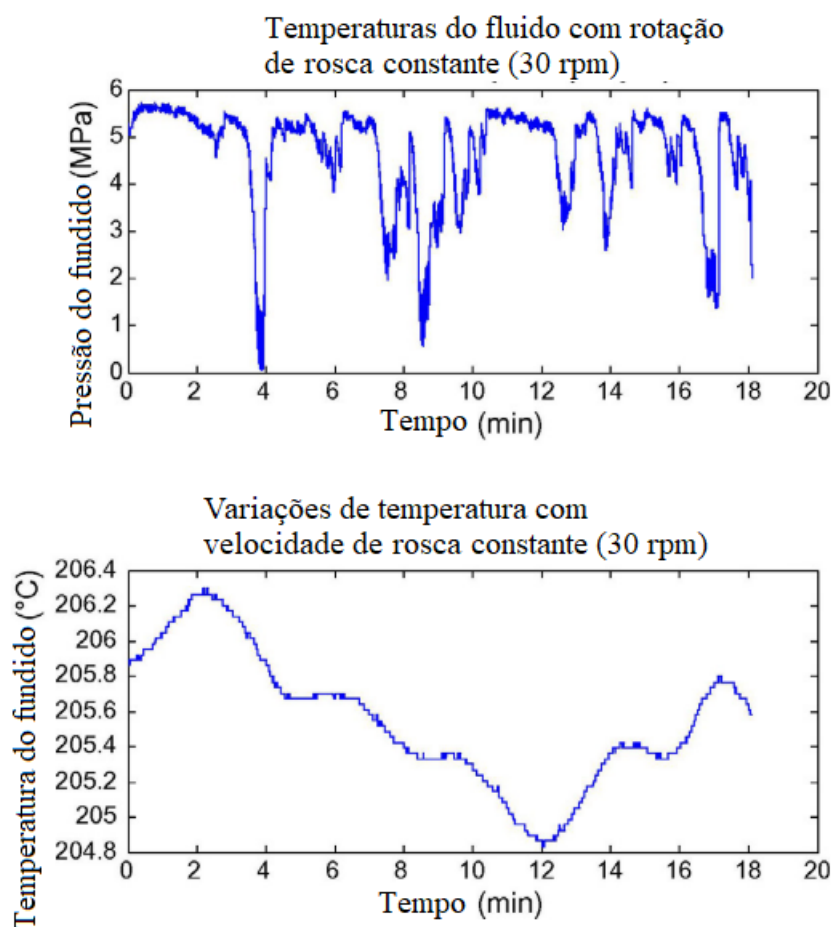 Temperaturas do fluido com rotação
de rosca constante (30 rpm)
Pressão do fundido (MPa)
6
5
4
3
2
1
0
0 2 4 6 8 10 12 14 16 18 20
Tempo (min)
Variações de temperatura com
velocidade de rosca constante (30 rpm)
Temperatura do fundido (°C)
206.4
206.2
206
205.8
205.6
205.4
205.2
205
204.8
0 2 4 6 8 10 12 14 16 18 20
Tempo (min)